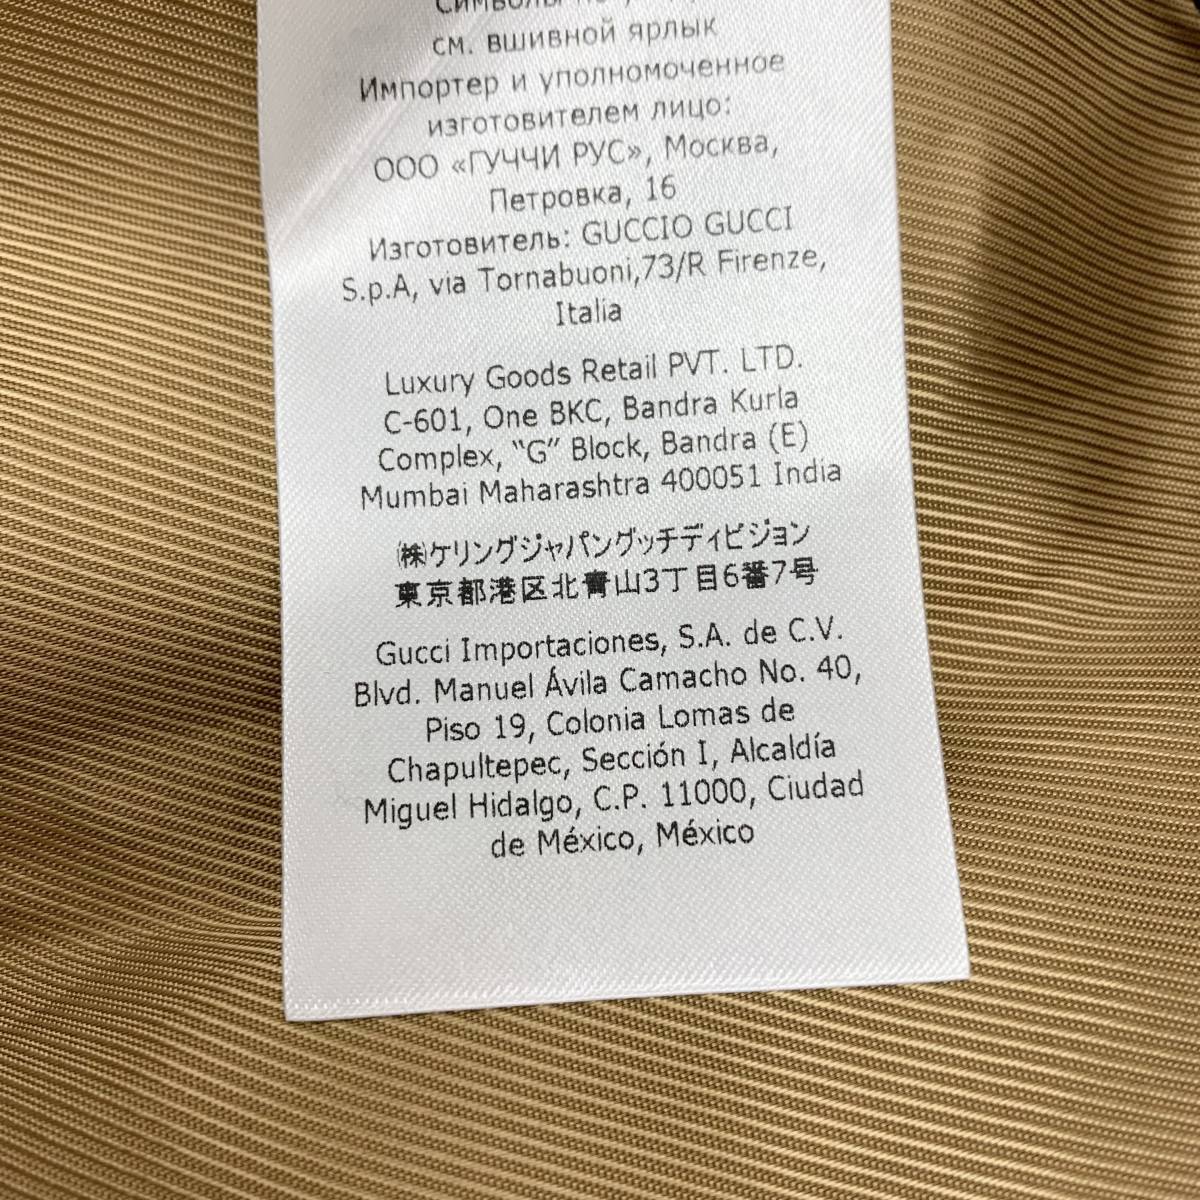 Символы
см. вшивной ярлык
Импортер и уполномоченное
изготовителем лицо:
ООО «ГУЧЧИ РУС», Москва,
Петровка, 16
Изготовитель: GUCCIO GUCCI
S.p.A, via Tornabuoni,73/R Firenze,
Italia
Luxury Goods Retail PVT. LTD.
C-601, One BKC, Bandra Kurla
Complex, “G” Block, Bandra (E)
Mumbai Maharashtra 400051 India
㈱ケリングジャパングッチディビジョン
東京都港区北青山3丁目6番7号
Gucci Importaciones, S.A. de C.V.
Blvd. Manuel Ávila Camacho No. 40,
Piso 19, Colonia Lomas de
Chapultepec, Sección I, Alcaldía
Miguel Hidalgo, C.P. 11000, Ciudad
de México, México